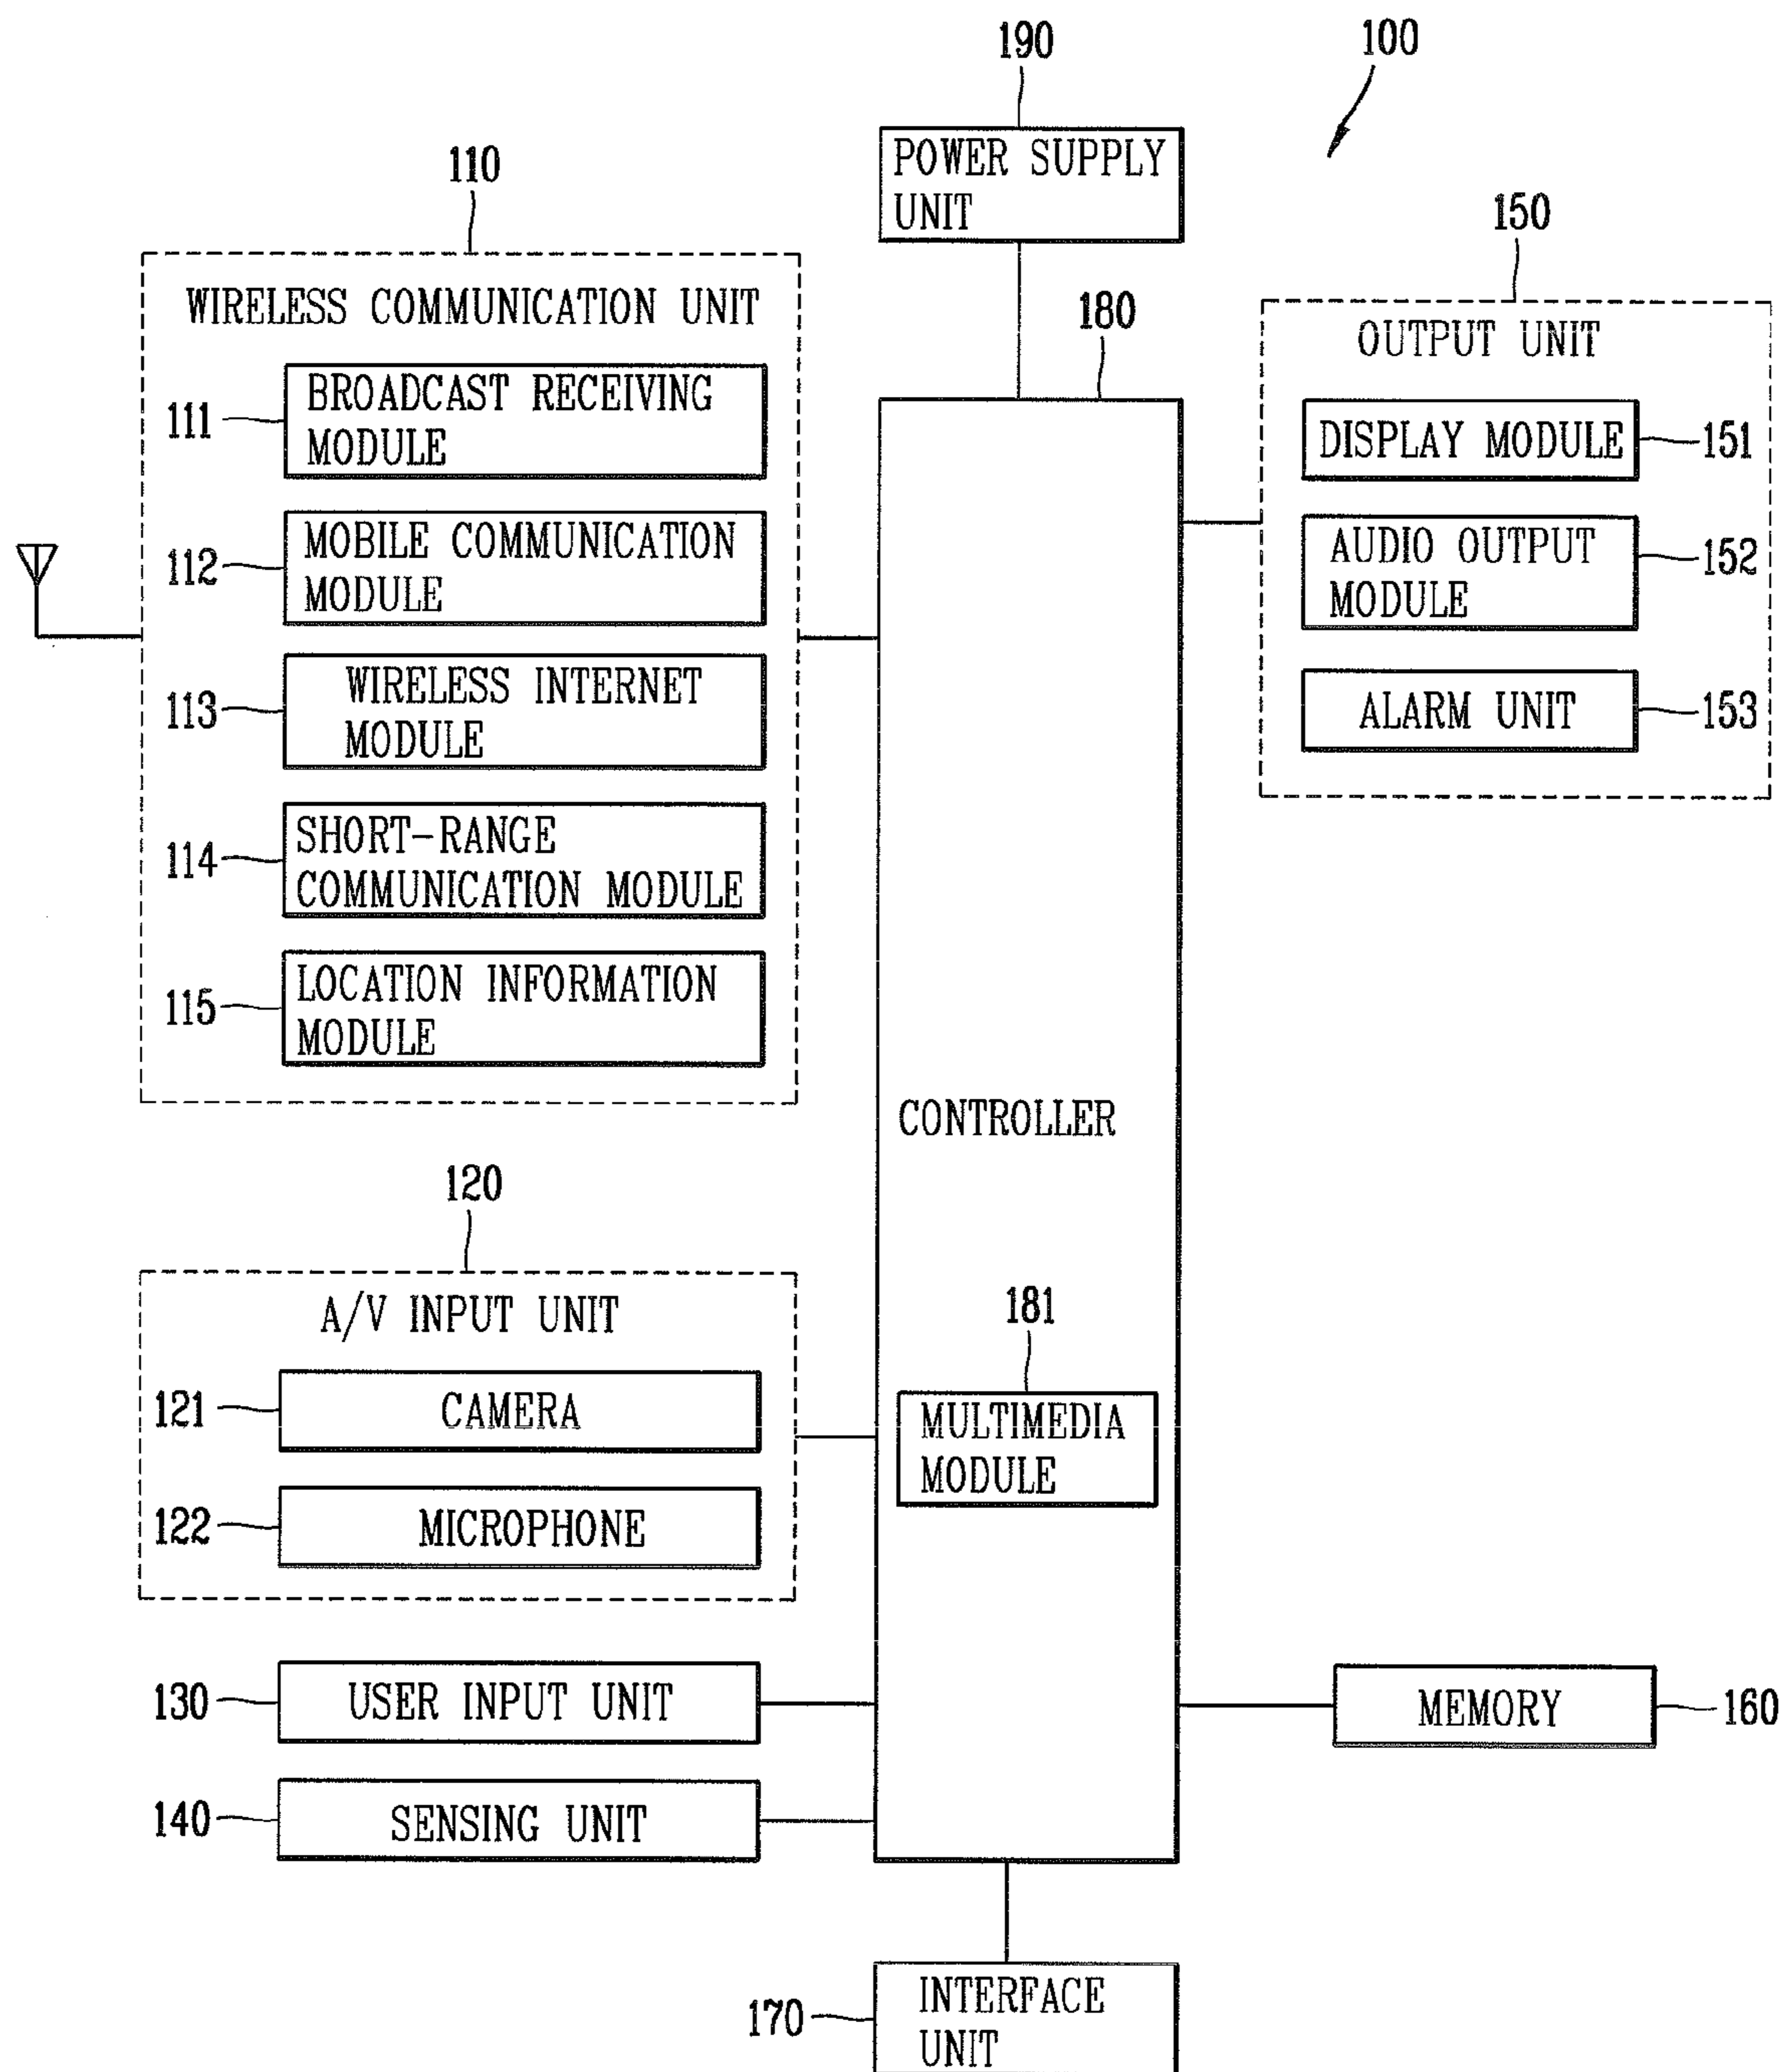 190
100
POWER SUPPLY
UNIT
110
WIRELESS COMMUNICATION UNIT
111
BROADCAST RECEIVING
MODULE
112
MOBILE COMMUNICATION
MODULE
113
WIRELESS INTERNET
MODULE
114
SHORT-RANGE
COMMUNICATION MODULE
115
LOCATION INFORMATION
MODULE
180
CONTROLLER
181
MULTIMEDIA
MODULE
150
OUTPUT UNIT
DISPLAY MODULE
151
AUDIO OUTPUT
MODULE
152
ALARM UNIT
153
120
A/V INPUT UNIT
121
CAMERA
122
MICROPHONE
130
USER INPUT UNIT
140
SENSING UNIT
MEMORY
160
170
INTERFACE
UNIT